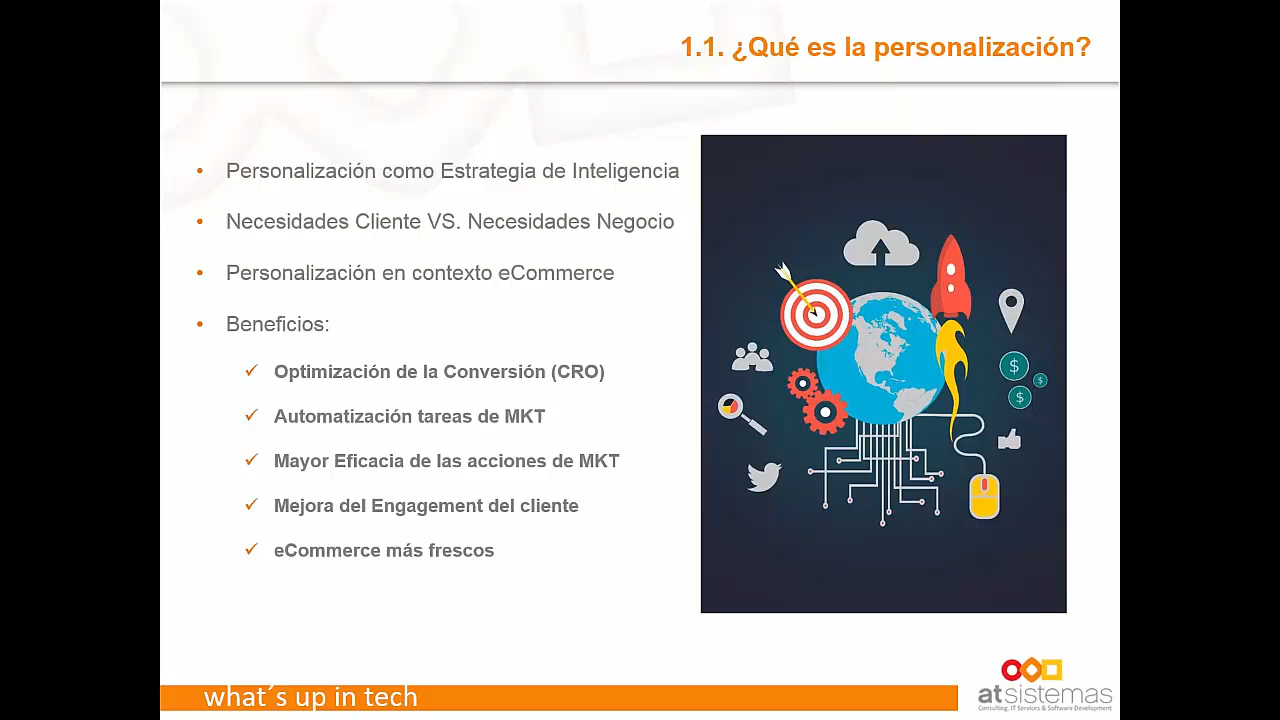 1.1. ¿Qué es la personalización?
• Personalización como Estrategia de Inteligencia
• Necesidades Cliente VS. Necesidades Negocio
• Personalización en contexto eCommerce
• Beneficios:
✓ Optimización de la Conversión (CRO)
✓ Automatización tareas de MKT
✓ Mayor Eficacia de las acciones de MKT
✓ Mejora del Engagement del cliente
✓ eCommerce más frescos
$
$
$
what´s up in tech
atsistemas
Consulting, IT Services & Software Development